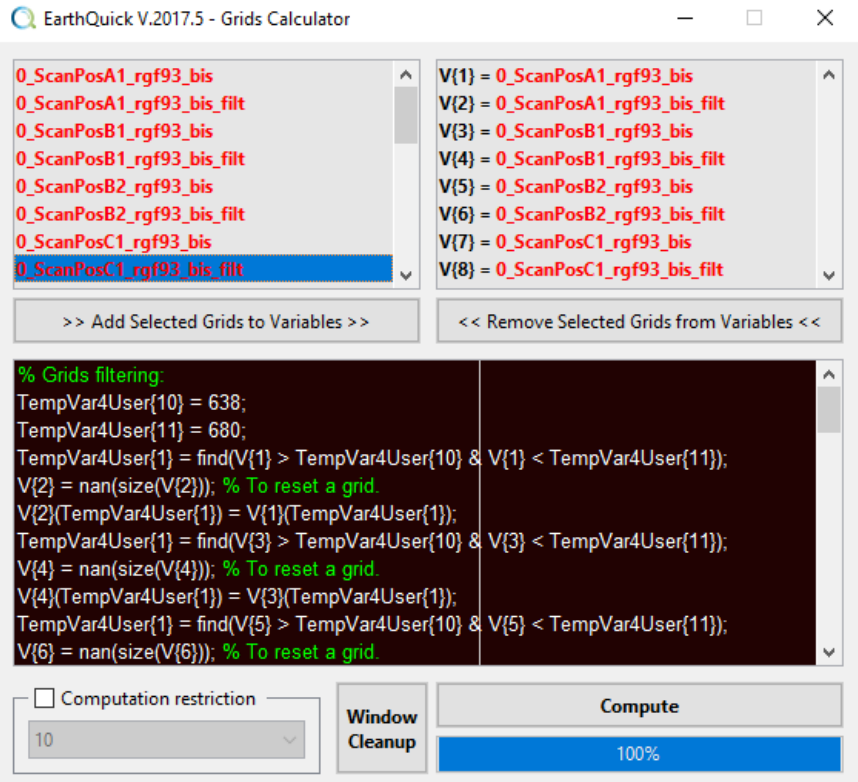 EarthQuick V.2017.5 - Grids Calculator
0_ScanPosA1_rgf93_bis
0_ScanPosA1_rgf93_bis_filt
0_ScanPosB1_rgf93_bis
0_ScanPosB1_rgf93_bis_filt
0_ScanPosB2_rgf93_bis
0_ScanPosB2_rgf93_bis_filt
0_ScanPosC1_rgf93_bis
0_ScanPosC1_rgf93_bis_filt
V{1} = 0_ScanPosA1_rgf93_bis
V{2} = 0_ScanPosA1_rgf93_bis_filt
V{3} = 0_ScanPosB1_rgf93_bis
V{4} = 0_ScanPosB1_rgf93_bis_filt
V{5} = 0_ScanPosB2_rgf93_bis
V{6} = 0_ScanPosB2_rgf93_bis_filt
V{7} = 0_ScanPosC1_rgf93_bis
V{8} = 0_ScanPosC1_rgf93_bis_filt
>> Add Selected Grids to Variables >>
<< Remove Selected Grids from Variables <<
% Grids filtering:
TempVar4User{10} = 638;
TempVar4User{11} = 680;
TempVar4User{1} = find(V{1} > TempVar4User{10} & V{1} < TempVar4User{11});
V{2} = nan(size(V{2})); % To reset a grid.
V{2}(TempVar4User{1}) = V{1}(TempVar4User{1});
TempVar4User{1} = find(V{3} > TempVar4User{10} & V{3} < TempVar4User{11});
V{4} = nan(size(V{4})); % To reset a grid.
V{4}(TempVar4User{1}) = V{3}(TempVar4User{1});
TempVar4User{1} = find(V{5} > TempVar4User{10} & V{5} < TempVar4User{11});
V{6} = nan(size(V{6})); % To reset a grid.
Computation restriction
10
Window
Cleanup
Compute
100%